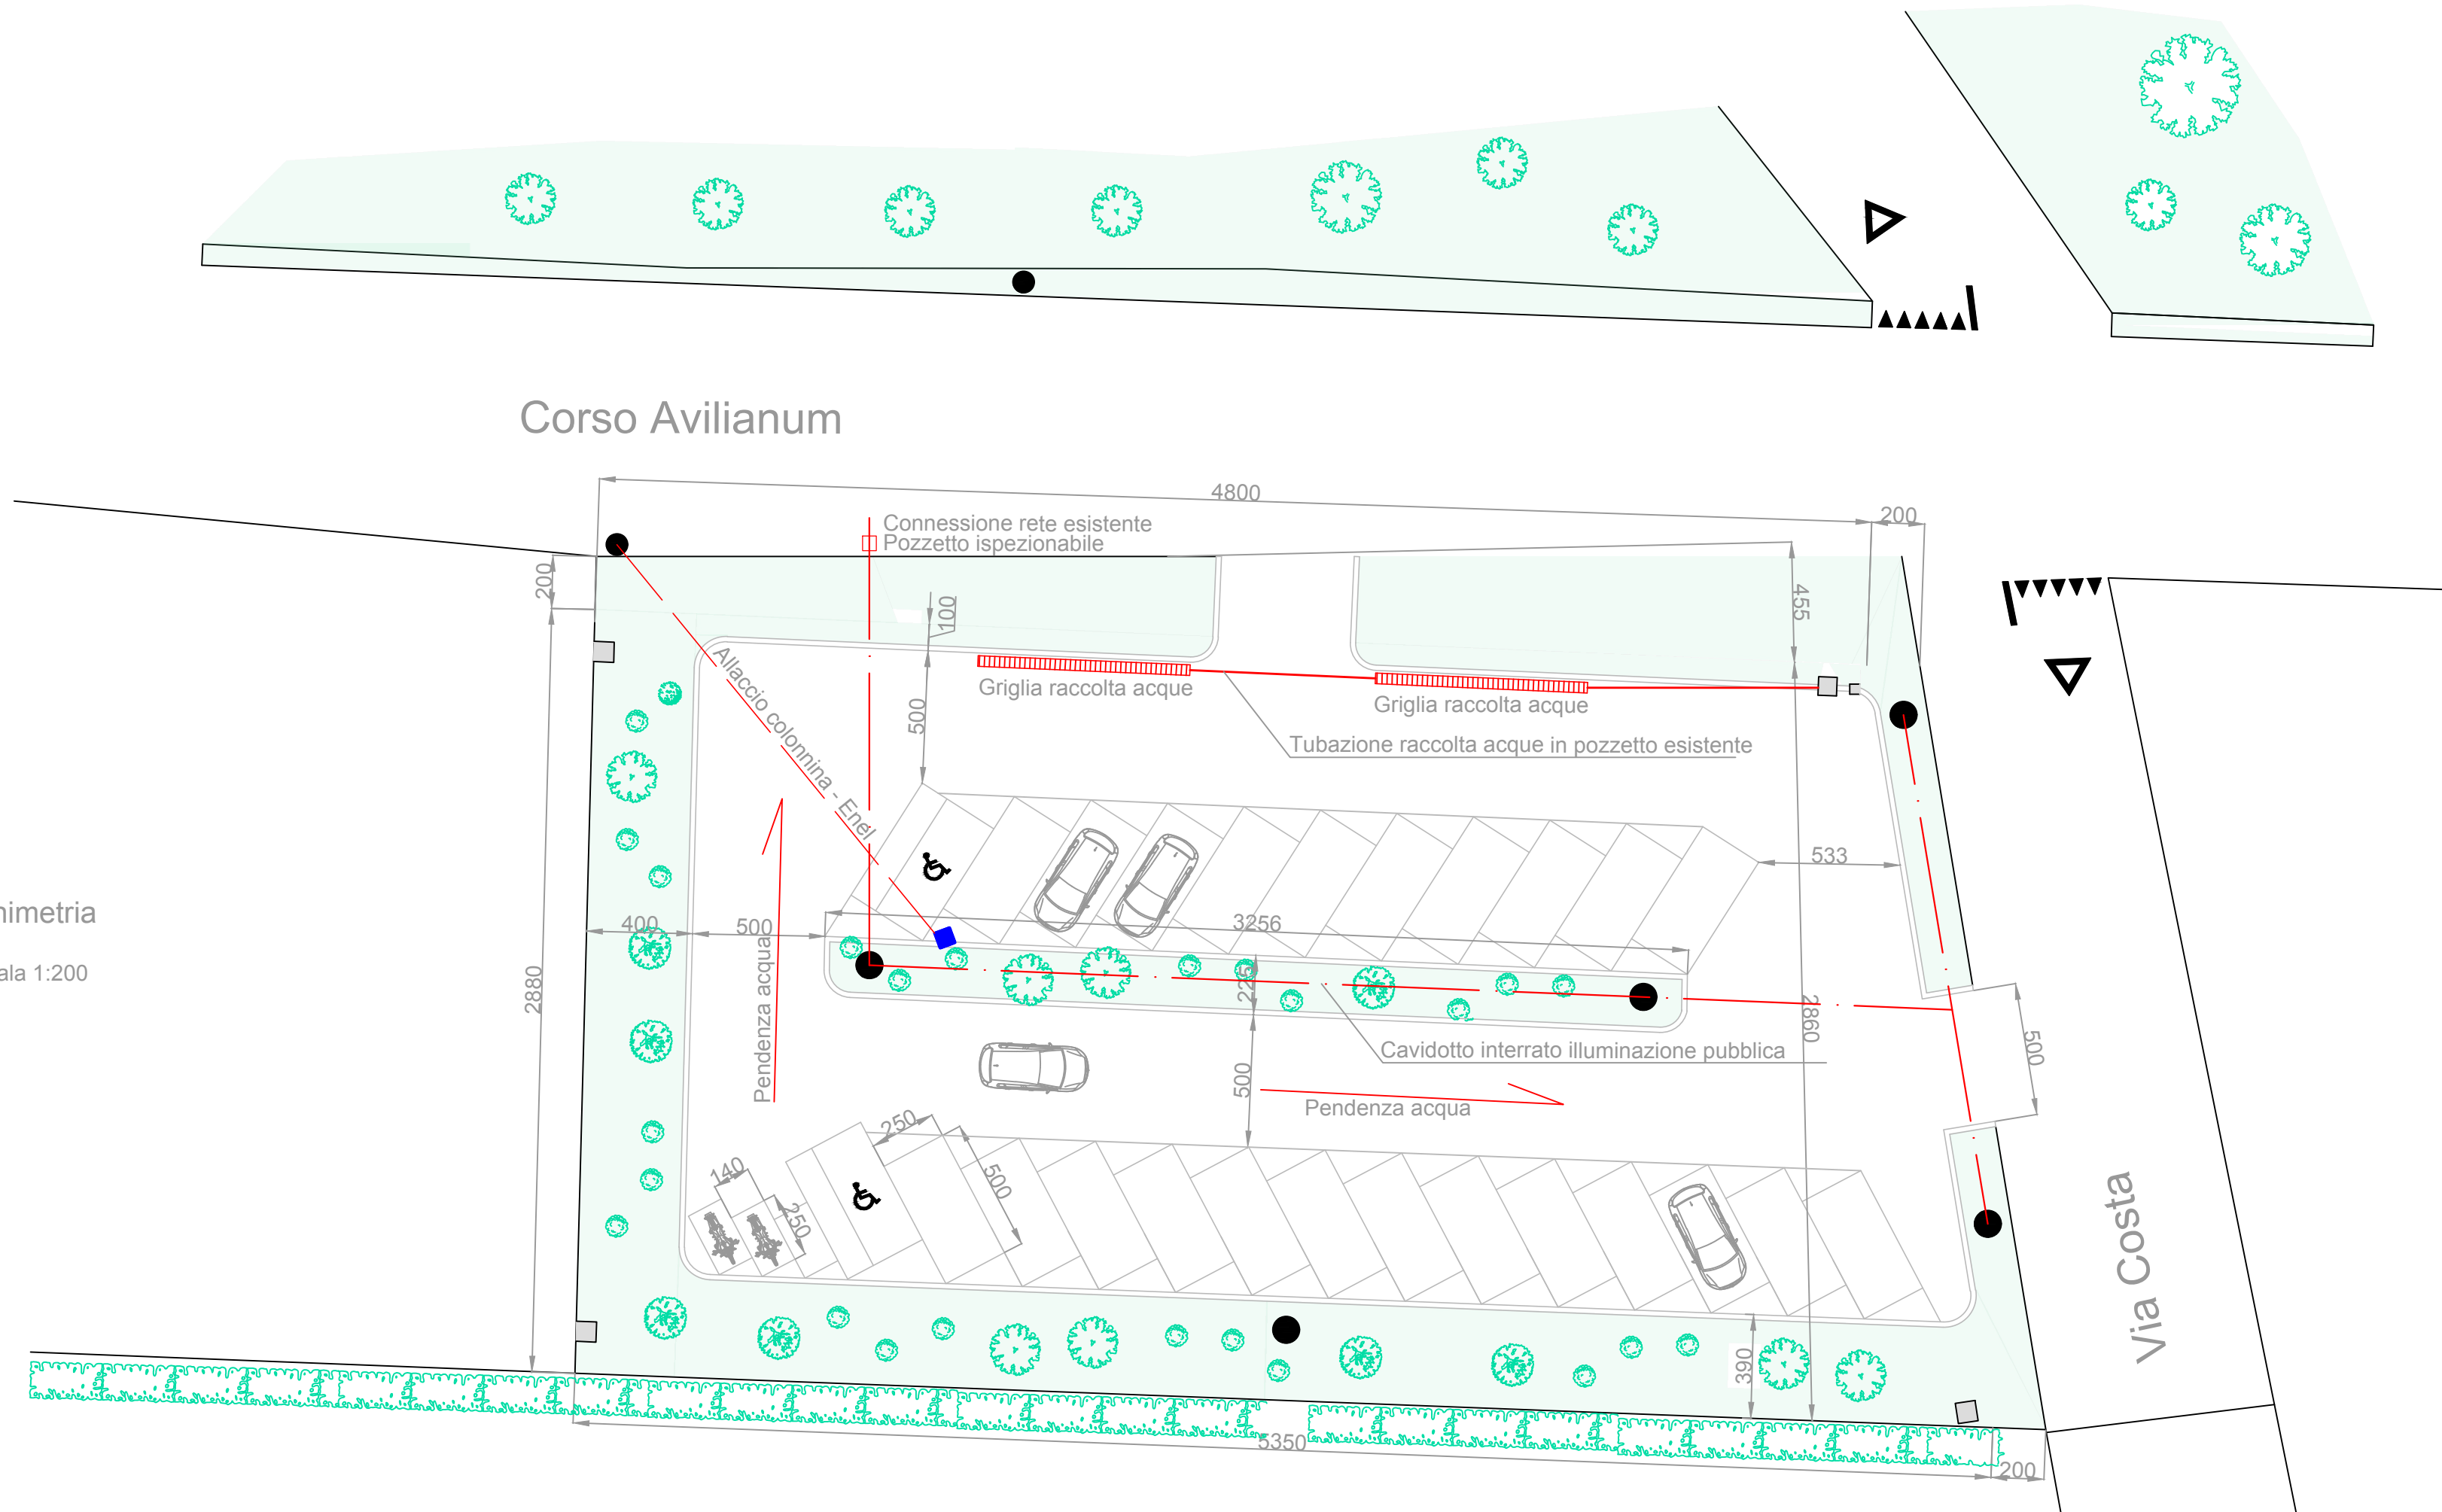 Corso Avilianum
4800
200
Connessione rete esistente
Pozzetto ispezionabile
200
100
455
Allaccio colonnina - Enel
500
Griglia raccolta acque
Griglia raccolta acque
Tubazione raccolta acque in pozzetto esistente
533
nimetria
ala 1:200
400
500
3256
225
2880
Pendenza acqua
2860
Cavidotto interrato illuminazione pubblica
500
500
Pendenza acqua
250
140
250
500
Via Costa
390
5350
200